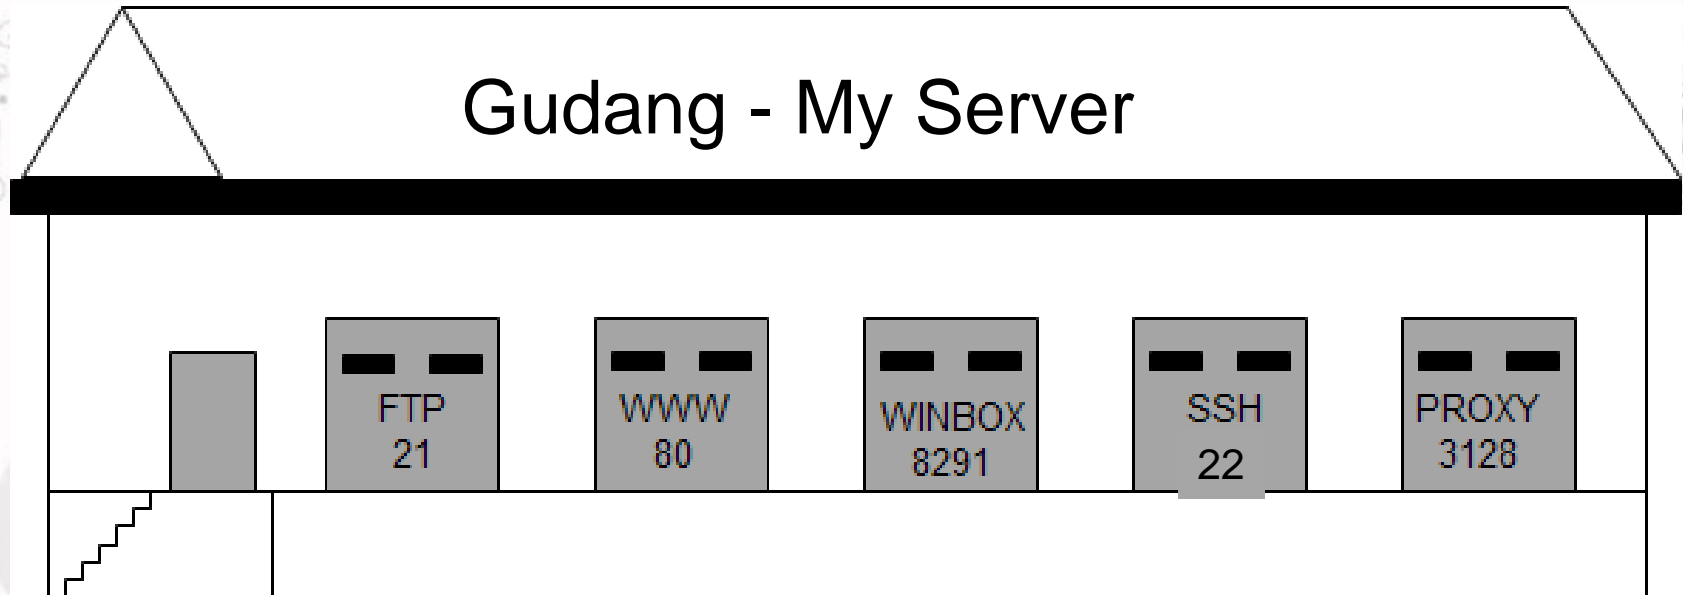 Gudang - My Server
FTP
21
WWW
80
WINBOX
8291
SSH
22
PROXY
3128